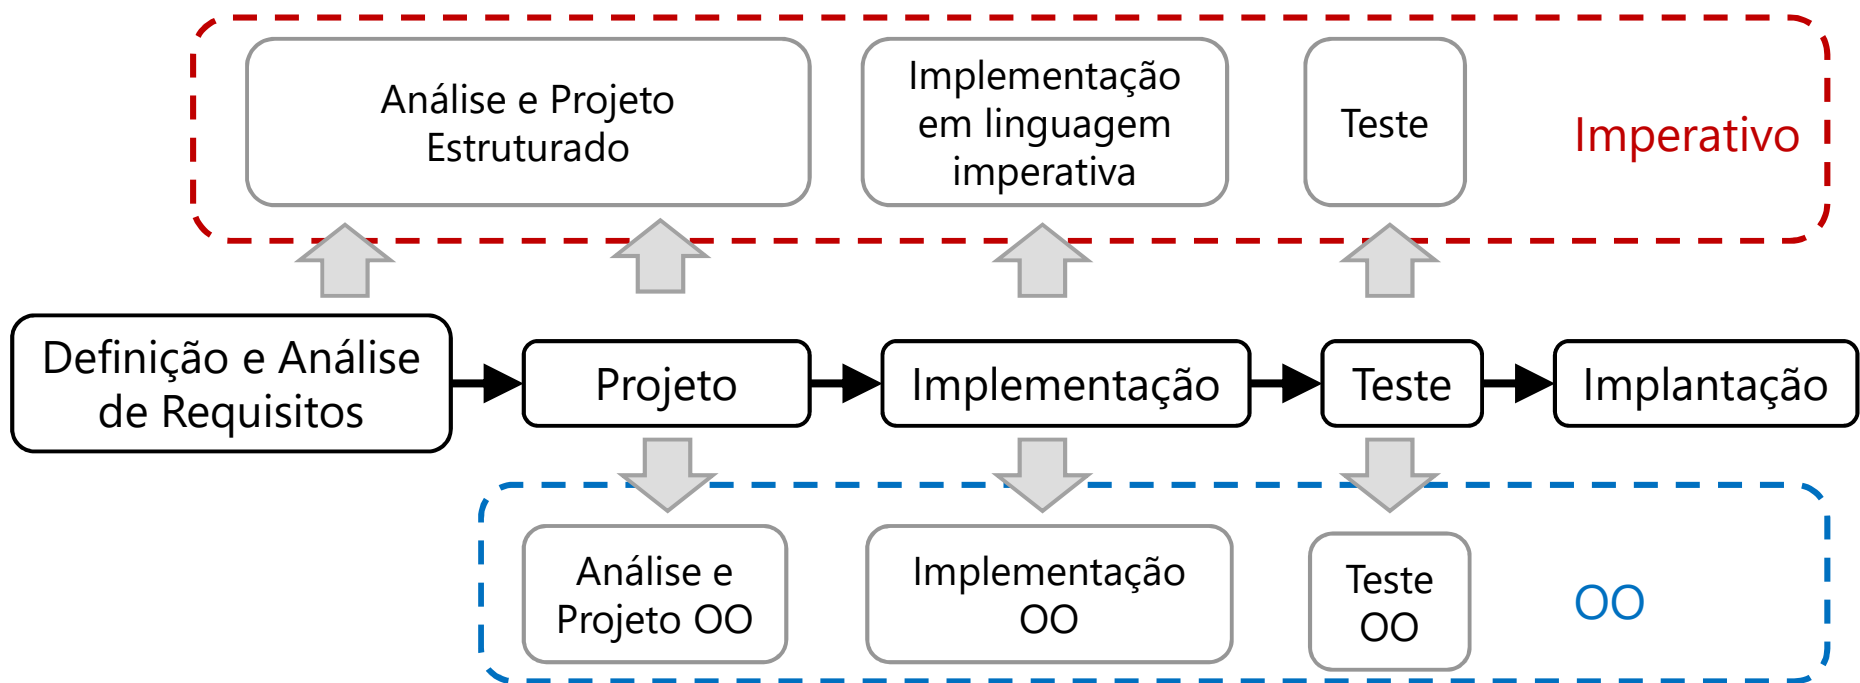 Análise e Projeto
Estruturado
Implementação
em linguagem
imperativa
Teste
Imperativo
Definição e Análise
de Requisitos
Projeto
Implementação
Teste
Implantação
Análise e
Projeto OO
Implementação
OO
Teste
OO
OO